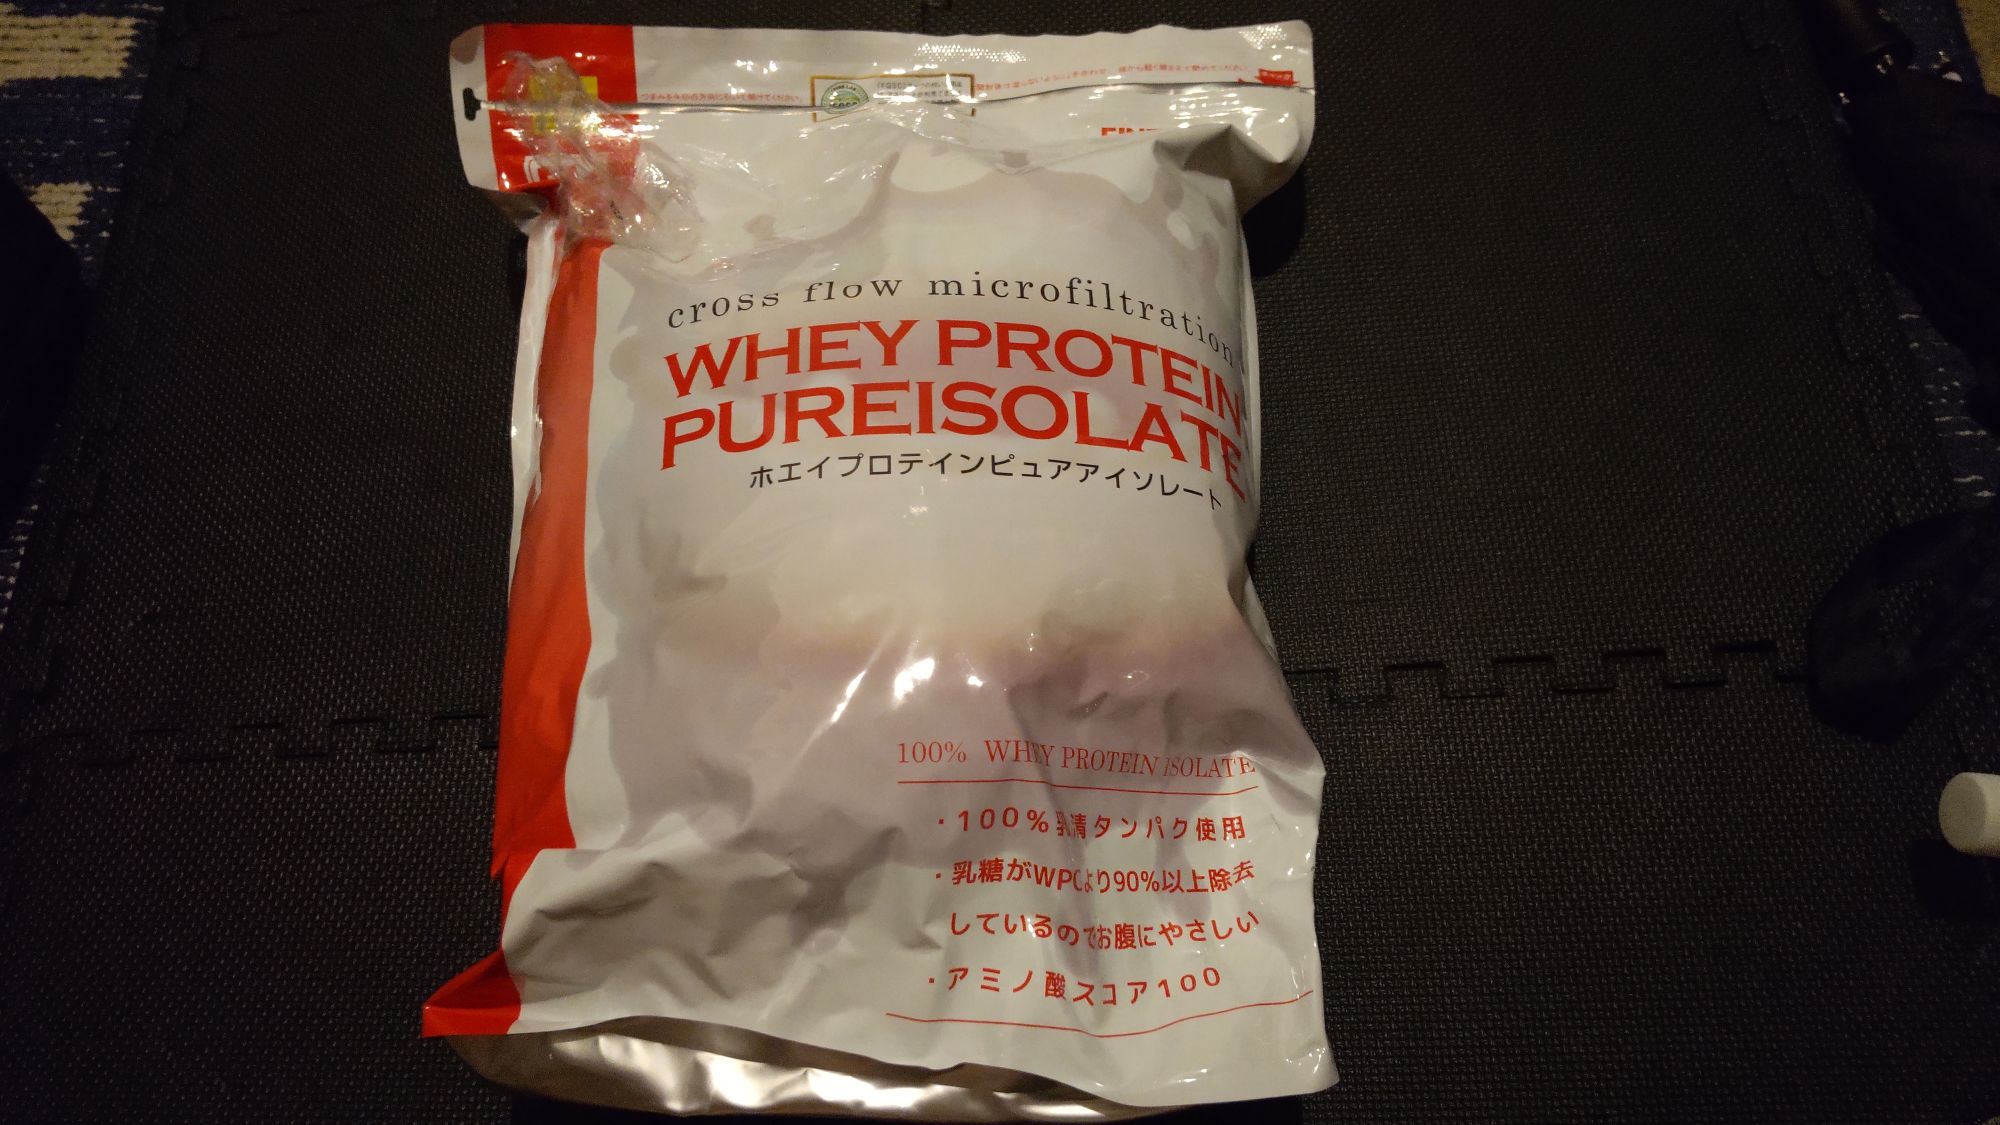 cross flow microfiltration
WHEY PROTEIN
PUREISOLATE
ホエイプロテインピュアアイソレート
100% WHEY PROTEIN ISOLATE
・100%乳清タンパク使用
・乳糖がWPCより90%以上除去
しているのでお腹にやさしい
・アミノ酸スコア100